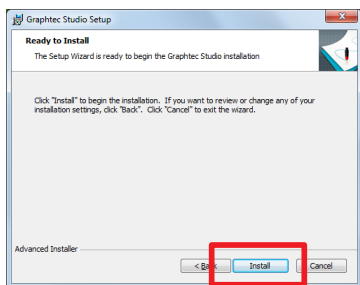 Graphtec Studio Setup
Ready to Install
The Setup Wizard is ready to begin the Graphtec Studio installation
Click "Install" to begin the installation. If you want to review or change any of your
installation settings, click "Back". Click "Cancel" to exit the wizard.
Advanced Installer
< Back
Install
Cancel